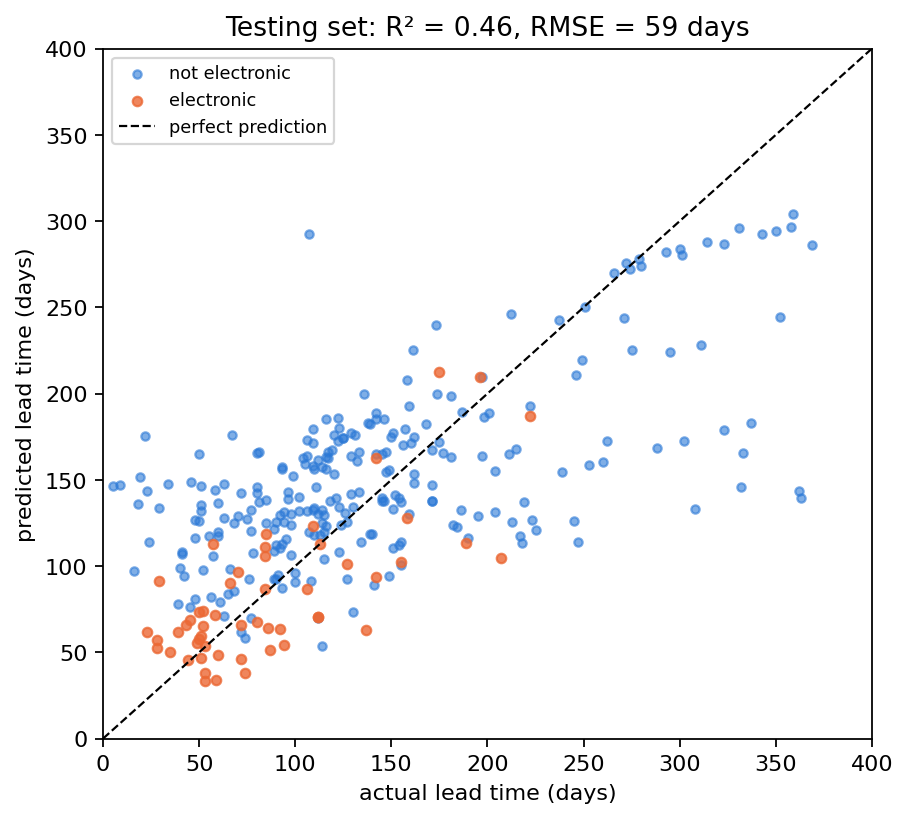 Testing set: R² = 0.46, RMSE = 59 days
not electronic
electronic
perfect prediction
400
350
300
250
200
150
100
50
0
predicted lead time (days)
0 50 100 150 200 250 300 350 400
actual lead time (days)